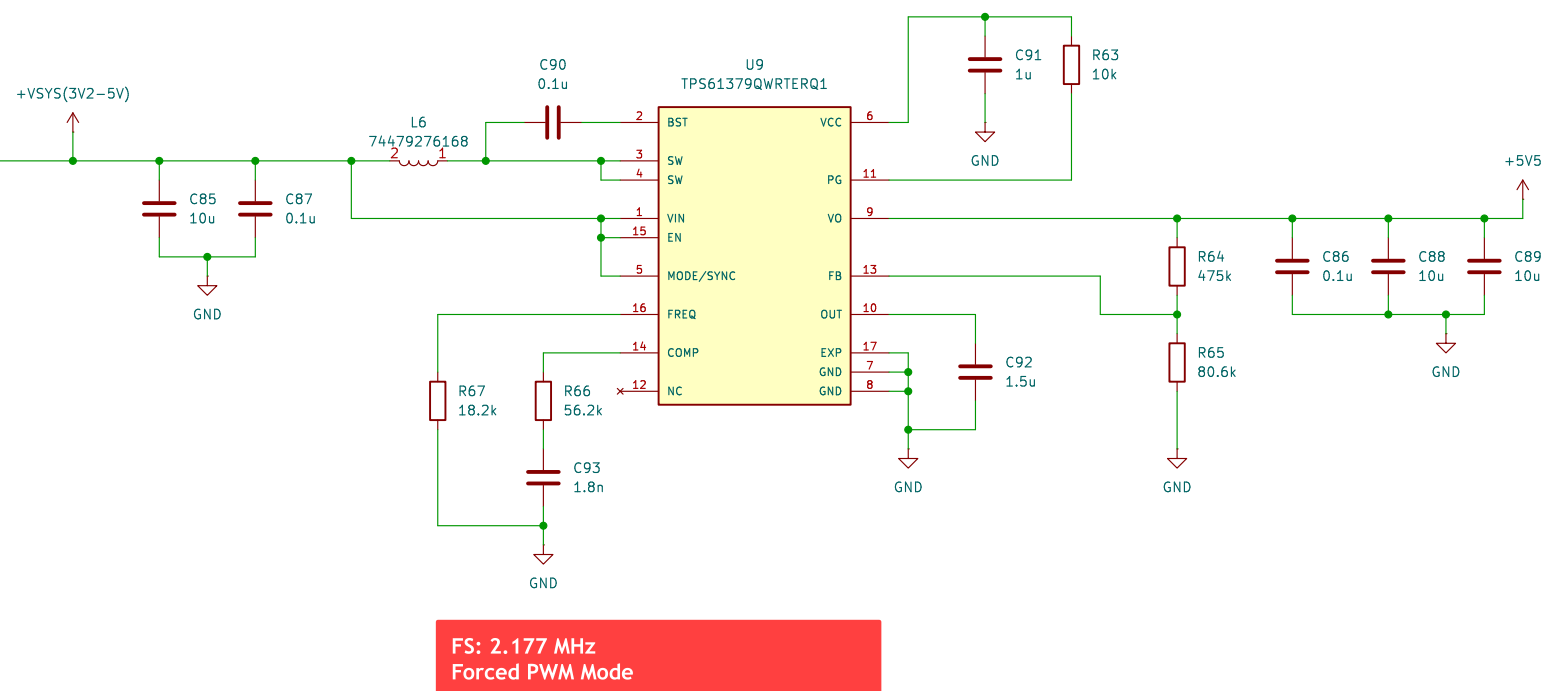 +VSYS(3V2-5V)
C85
10u
C87
0.1u
GND
L6
74479276168
2
1
C90
0.1u
U9
TPS61379QWRTERQ1
2
BST
3
SW
4
SW
1
VIN
15
EN
5
MODE/SYNC
16
FREQ
14
COMP
12
NC
VCC
6
PG
11
VO
9
FB
13
OUT
10
EXP
17
GND
7
GND
8
C91
1u
R63
10k
GND
+5V5
R64
475k
R65
80.6k
GND
C86
0.1u
C88
10u
C89
10u
GND
C92
1.5u
GND
R67
18.2k
R66
56.2k
C93
1.8n
GND
FS: 2.177 MHz
Forced PWM Mode